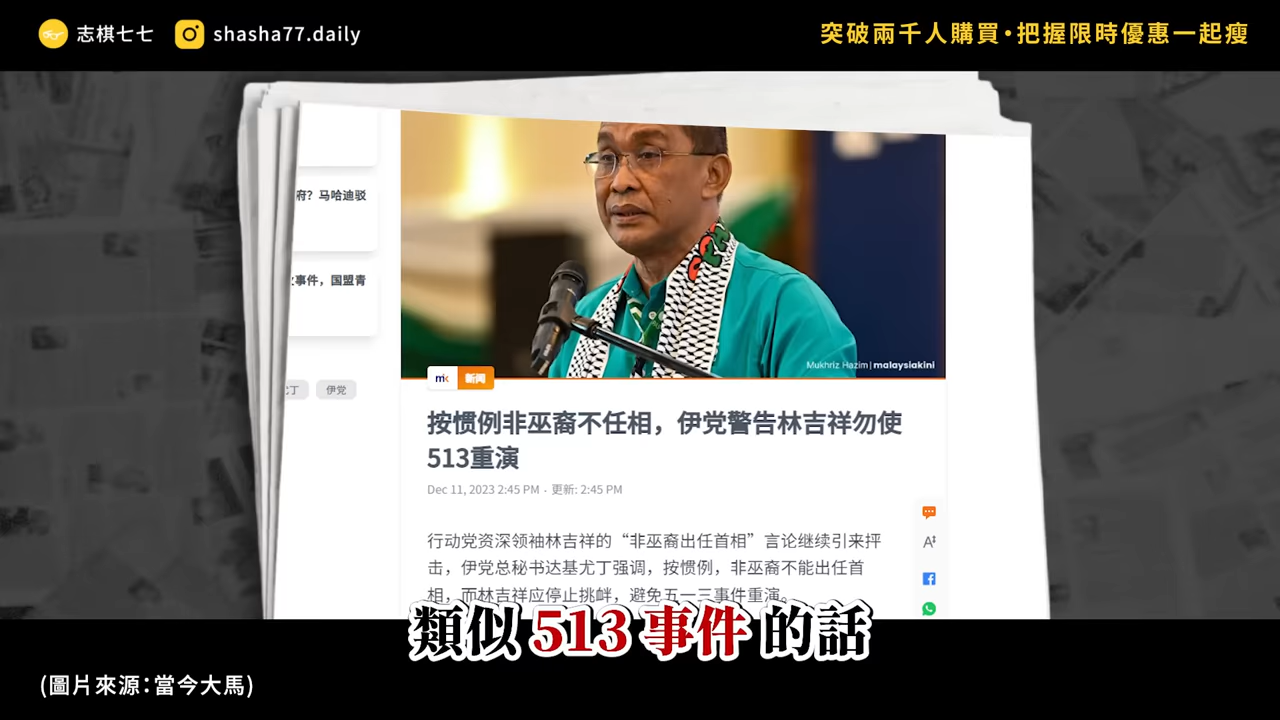 志棋七七
shasha77.daily
突破兩千人購買•把握限時優惠一起瘦
府？马哈迪驳
事件，国盟青
伊党
Mukhriz Hazim | malaysiakini
mk 新闻
按惯例非巫裔不任相，伊党警告林吉祥勿使
513重演
Dec 11, 2023 2:45 PM - 更新: 2:45 PM
行动党资深领袖林吉祥的“非巫裔出任首相”言论继续引来抨
击，伊党总秘书达基尤丁强调，按惯例，非巫裔不能出任首
相，而林吉祥应停止挑衅，避免五一三事件重演。
類似 513 事件 的話
(圖片來源:當今大馬)